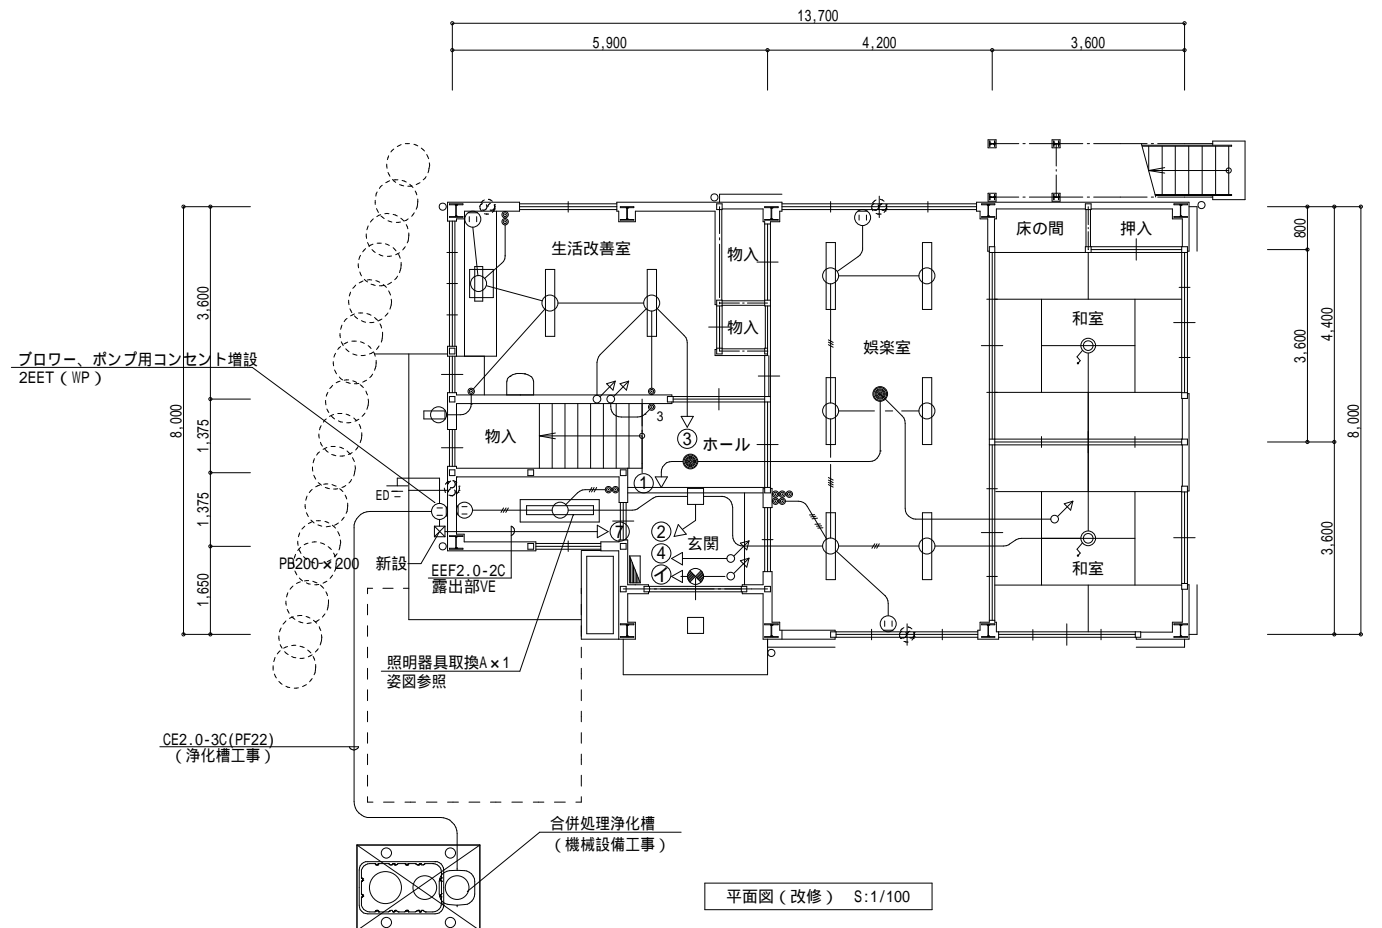 13,700
5,900
4,200
3,600
生活改善室
物入
物入
床の間
押入
800
3,600
4,400
和室
3,600
娯楽室
8,000
8,000
ブロワー、ポンプ用コンセント増設
2EET(WP)
1,375
物入
3
③
ホール
①
ED
1,375
⑦
②
玄関
④
イ
PB200×200
新設
EEF2.0-2C
露出部VE
和室
3,600
1,650
照明器具取換A×1
姿図参照
CE2.0-3C(PF22)
(浄化槽工事)
合併処理浄化槽
(機械設備工事)
平面図(改修) S:1/100